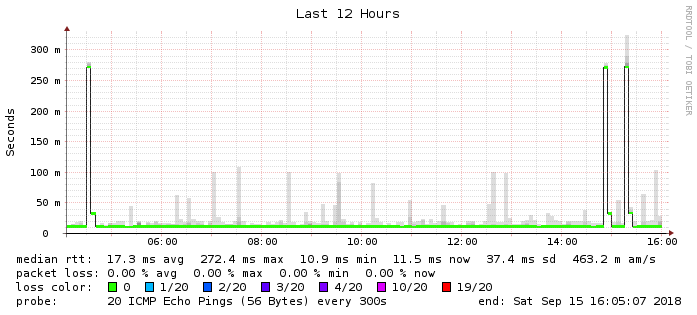 Last 12 Hours
RRDTOOL / TOBI OETIKER
Seconds
300 m
250 m
200 m
150 m
100 m
50 m
0
06:00 08:00 10:00 12:00 14:00 16:00
median rtt: 17.3 ms avg 272.4 ms max 10.9 ms min 11.5 ms now 37.4 ms sd 463.2 m am/s
packet loss: 0.00 % avg 0.00 % max 0.00 % min 0.00 % now
loss color: 0 1/20 2/20 3/20 4/20 10/20 19/20
probe: 20 ICMP Echo Pings (56 Bytes) every 300s end: Sat Sep 15 16:05:07 2018